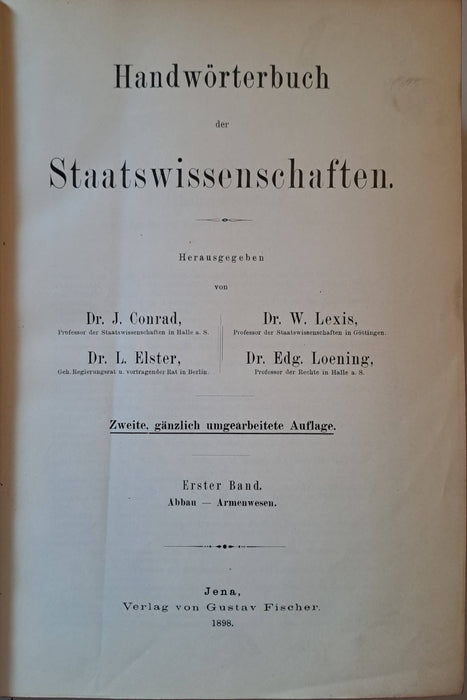 Handwörterbuch
der
Staatswissenschaften.
Herausgegeben
von
Dr. J. Conrad,
Professor der Staatswissenschaften in Halle a. S.
Dr. W. Lexis,
Professor der Staatswissenschaften in Göttingen.
Dr. L. Elster,
Geh. Regierungsrat u. vortragender Rat in Berlin.
Dr. Edg. Loening,
Professor der Rechte in Halle a. S.
Zweite, gänzlich umgearbeitete Auflage.
Erster Band.
Abbau — Armenwesen.
Jena,
Verlag von Gustav Fischer.
1898.